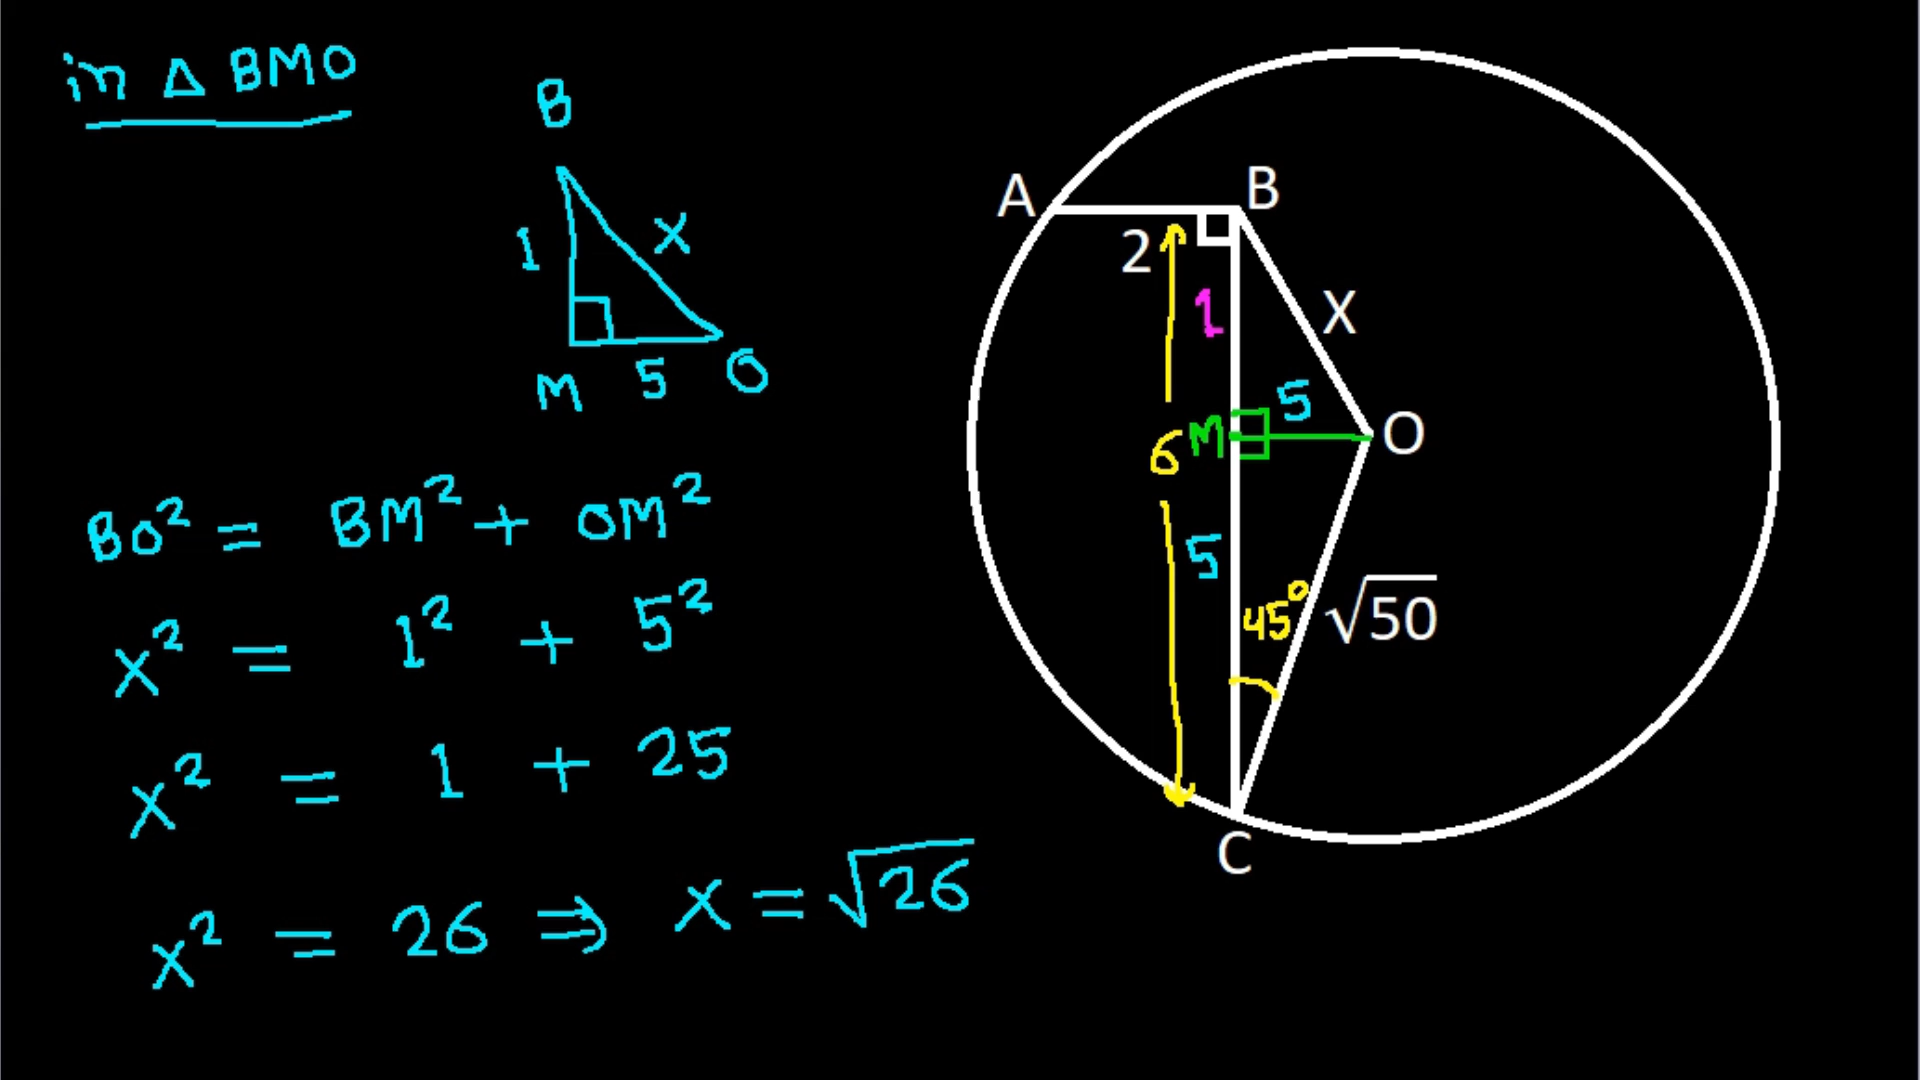 in Δ BMO
B
1
X
M
5
O
BO² = BM² + OM²
x² = 1² + 5²
x² = 1 + 25
x² = 26 ⇒ x = √26
A
B
2
1
X
5
6
M
O
5
45°
√50
C